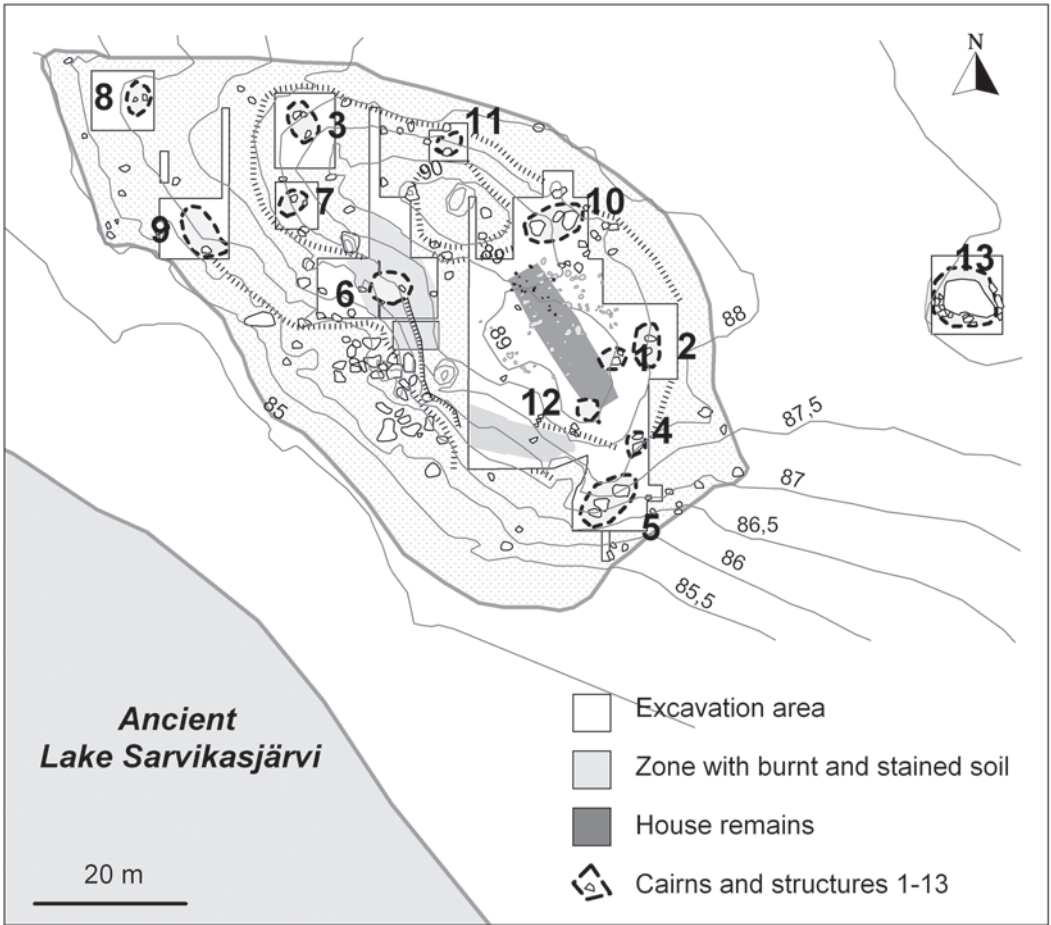 N
8
3
11
90
7
10
9
89
13
6
88
89
2
1
12
85
87,5
4
87
5
86,5
86
85,5
Ancient
Lake Sarvikasjärvi
Excavation area
Zone with burnt and stained soil
House remains
20 m
Cairns and structures 1-13